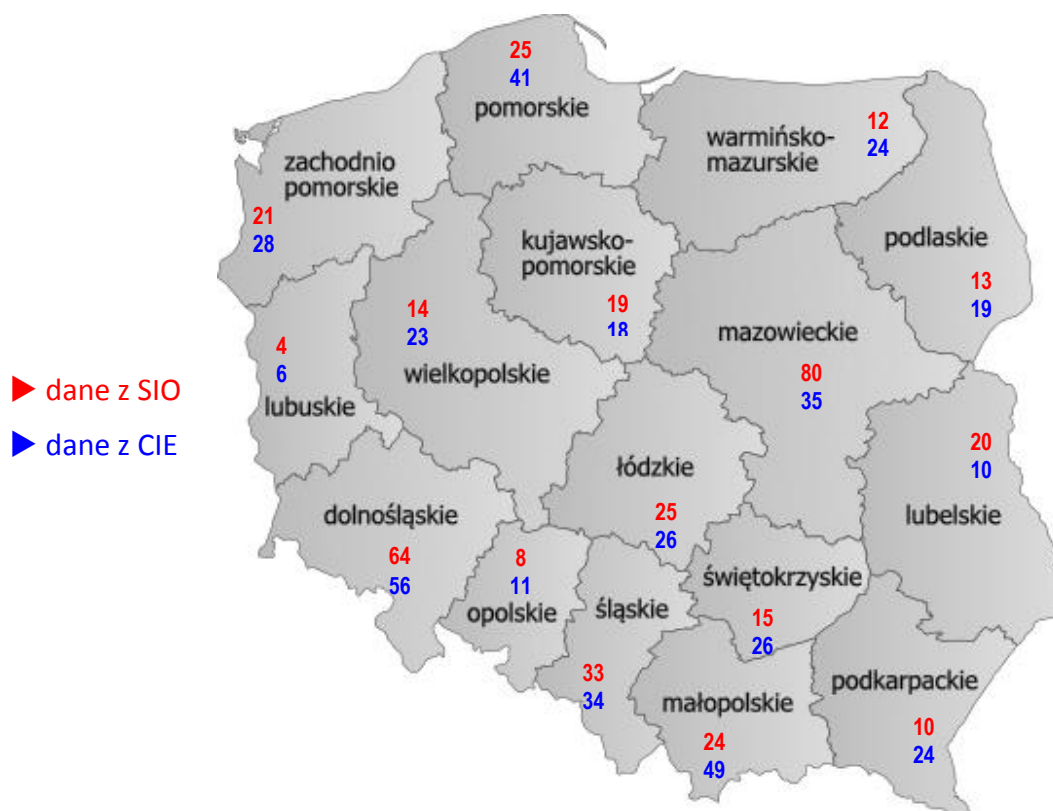 25
41
pomorskie
12
24
warmińsko-
mazurskie
zachodnio
pomorskie
21
28
kujawsko-
pomorskie
19
18
podlaskie
13
19
14
23
wielkopolskie
mazowieckie
80
35
4
6
lubuskie
▶ dane z SIO
▶ dane z CIE
20
10
lubelskie
łódzkie
25
26
dolnośląskie
64
56
8
11
opolskie
śląskie
33
34
świętokrzyskie
15
26
małopolskie
24
49
podkarpackie
10
24